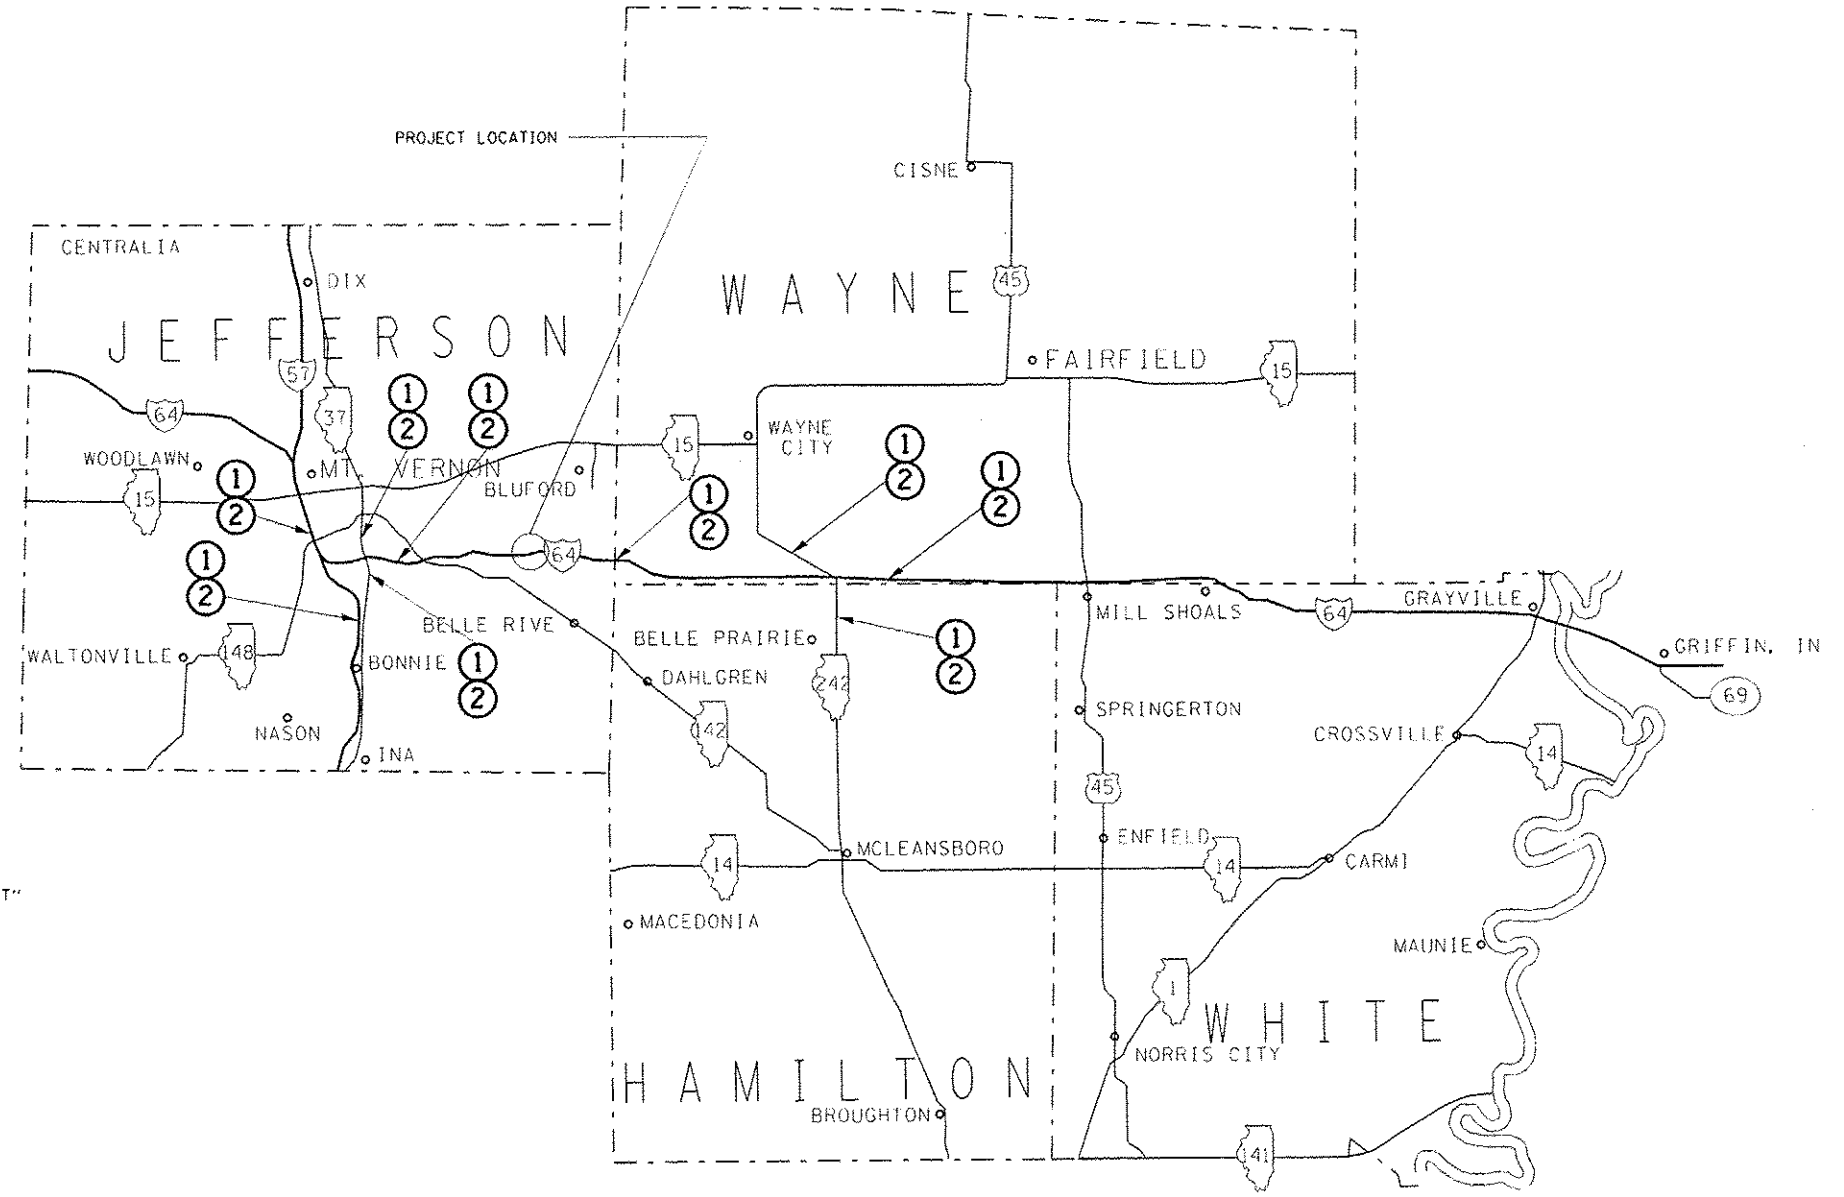 PROJECT LOCATION
CISNE
CENTRALIA
DIX
WAYNE
45
JEFFERSON
FAIRFIELD
15
57
64
37
1
2
1
2
15
WAYNE
CITY
1
2
WOODLAWN
MT. VERNON
BLUFORD
15
1
2
1
2
1
2
64
1
2
MILL SHOALS
64
GRAYVILLE
BELLE RIVE
BELLE PRAIRIE
1
2
WALTONVILLE
148
BONNIE
1
2
GRIFFIN, IN
69
DAHLGREN
242
NASON
142
SPRINGERTON
CROSSVILLE
14
INA
45
ENFIELD
MCLEANSBORO
14
14
CARMI
T"
MACEDONIA
MAUNIE
1
WHITE
NORRIS CITY
HAMILTON
BROUGHTON
141